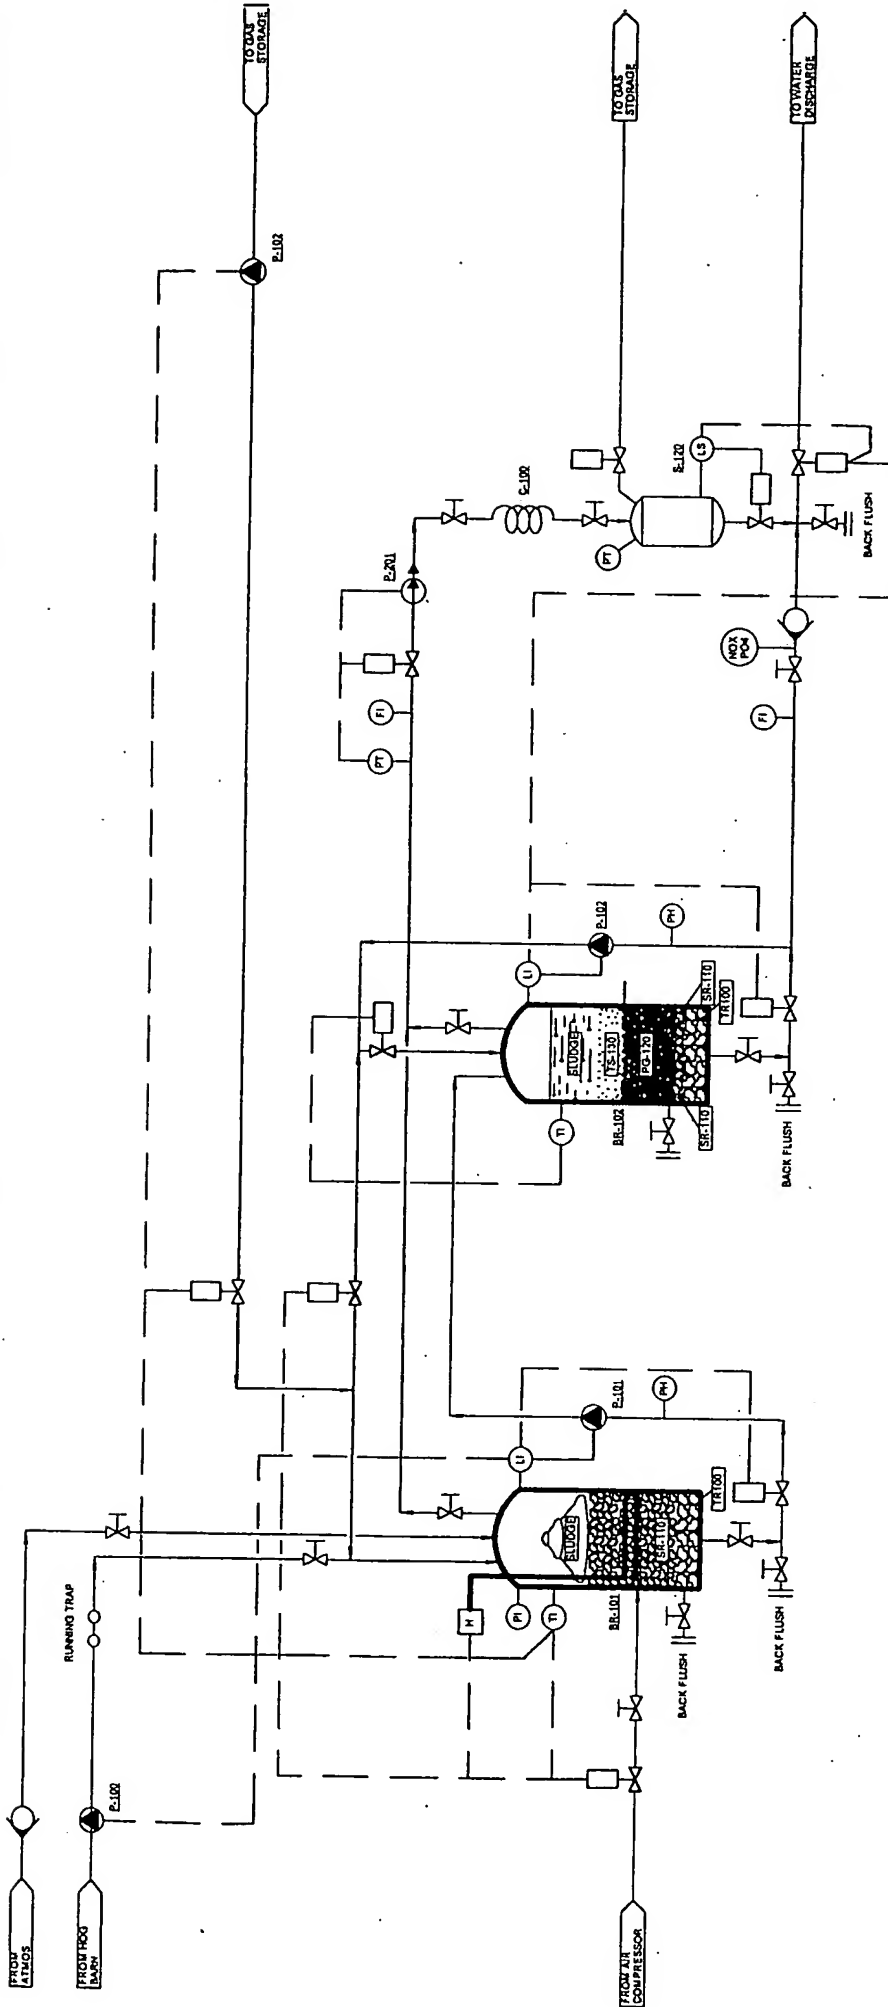 TO GAS
STORAGE
P-102
TO GAS
STORAGE
TO WATER
DISCHARGE
S-120
LS
C-100
PT
BACK FLUSH
P-201
NOX
PO4
FI
PT
FI
P-102
PH
LI
SLUDGE
TS-130
PG-120
SR-110
TR100
TI
BR-102
SR-110
BACK FLUSH
P-101
PH
LI
SLUDGE
SR-110
TR100
H
PI
TI
BR-101
BACK FLUSH
BACK FLUSH
RUNNING TRAP
P-100
FROM
ATMOS
FROM HOG
BARN
FROM AIR
COMPRESSOR